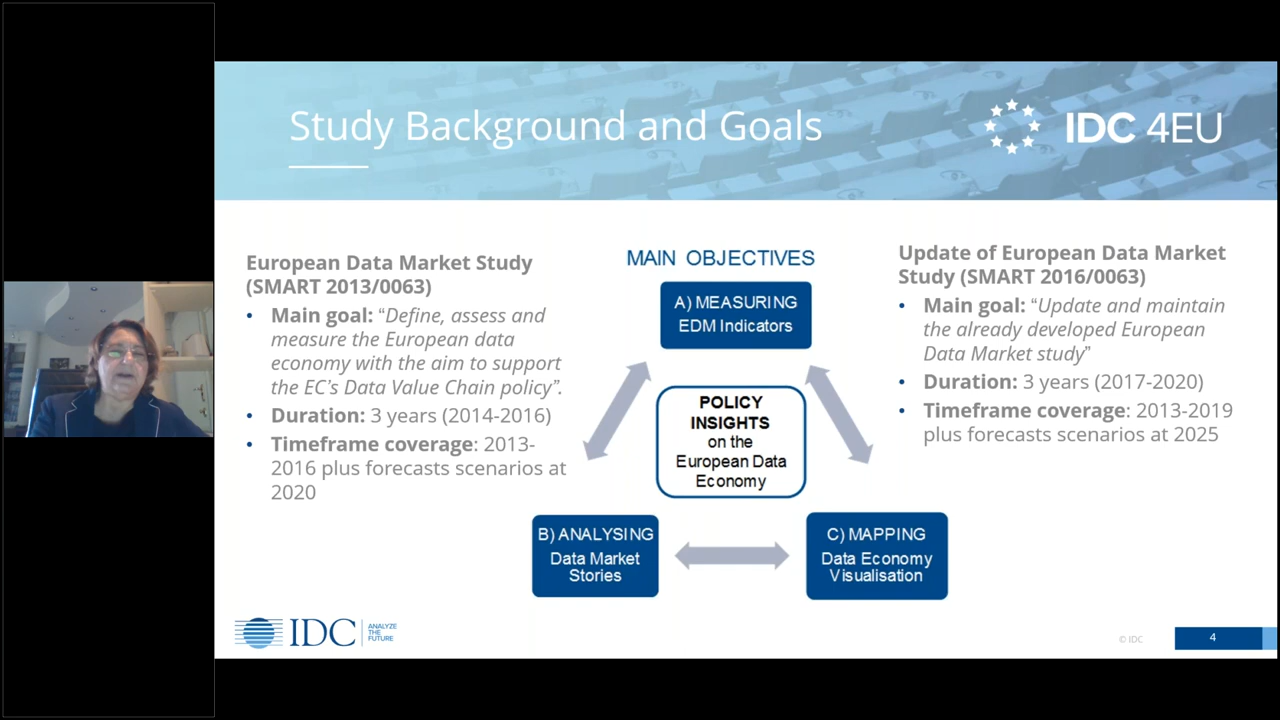 Study Background and Goals
IDC 4EU
European Data Market Study
(SMART 2013/0063)
• Main goal: “Define, assess and
measure the European data
economy with the aim to support
the EC’s Data Value Chain policy”.
• Duration: 3 years (2014-2016)
• Timeframe coverage: 2013-
2016 plus forecasts scenarios at
2020
MAIN OBJECTIVES
A) MEASURING
EDM Indicators
POLICY
INSIGHTS
on the
European Data
Economy
B) ANALYSING
Data Market
Stories
C) MAPPING
Data Economy
Visualisation
Update of European Data Market
Study (SMART 2016/0063)
• Main goal: “Update and maintain
the already developed European
Data Market study”
• Duration: 3 years (2017-2020)
• Timeframe coverage: 2013-2019
plus forecasts scenarios at 2025
IDC
ANALYZE
THE
FUTURE
© IDC
4